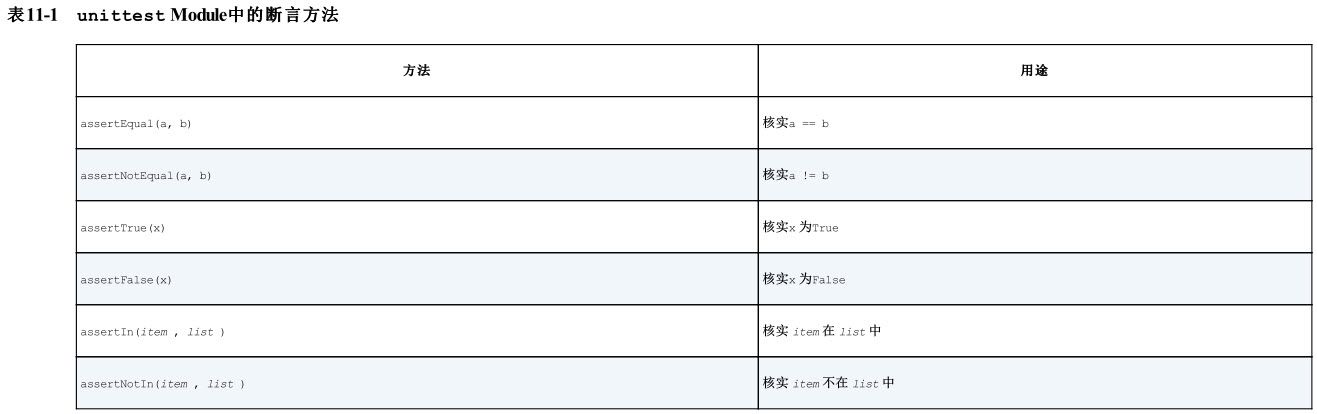 表11-1 unittest Module中的断言方法
方法 用途
assertEqual(a, b) 核实a == b
assertNotEqual(a, b) 核实a != b
assertTrue(x) 核实x 为True
assertFalse(x) 核实x 为False
assertIn(item , list ) 核实 item 在 list 中
assertNotIn(item , list ) 核实 item 不在 list 中